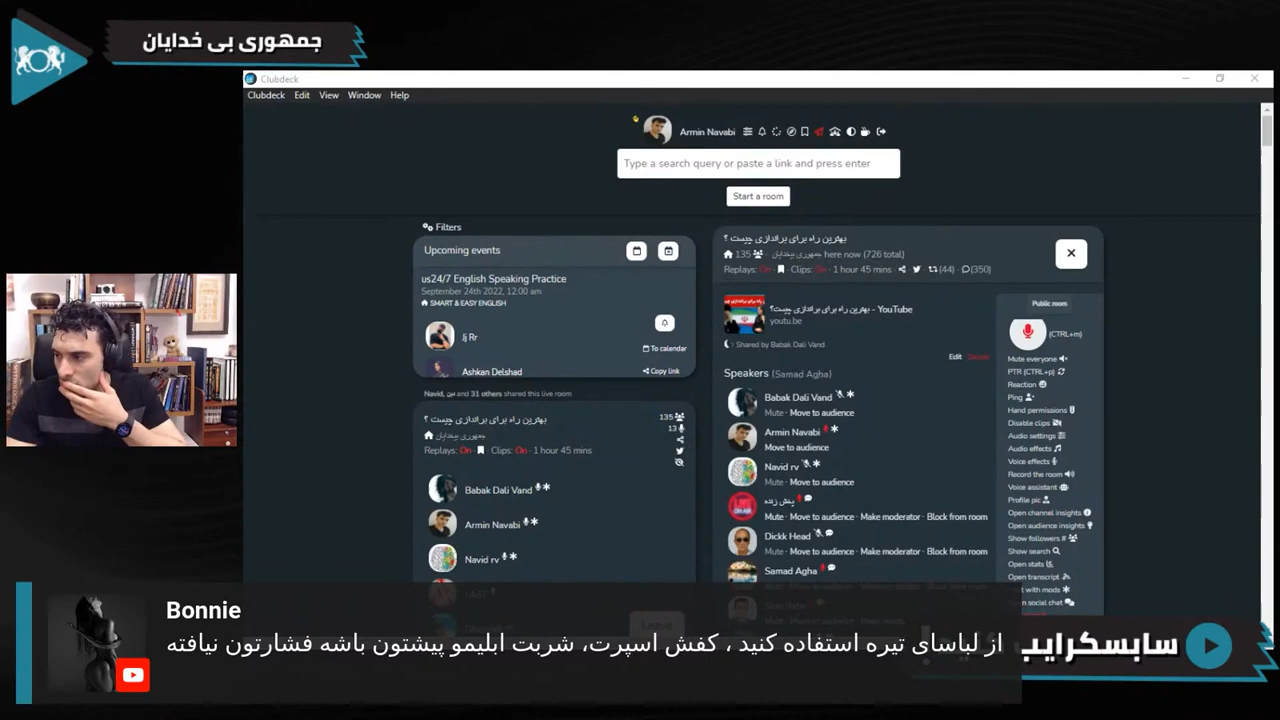 جمهوری بی خدایان
Clubdeck
Clubdeck Edit View Window Help
Armin Navabi
Type a search query or paste a link and press enter
Start a room
Filters
Upcoming events
us24/7 English Speaking Practice
September 24th 2022, 12:00 am
SMART & EASY ENGLISH
Jj Rr
To calendar
Ashkan Delshad
Copy link
and 31 others shared this live room
بهترین راه برای براندازی چیست ؟
135
13
جمهوری بیخدایان
Replays: On Clips: On 1 hour 45 mins
Babak Dali Vand
Armin Navabi
Navid rv
Leave
بهترین راه برای براندازی چیست ؟
135 جمهوری بیخدایان here now (726 total)
Replays: On Clips: On 1 hour 45 mins (44) (350)
بهترین راه برای براندازی چیست؟ - YouTube
youtu.be
Shared by Babak Dali Vand
Edit Delete
Speakers (Samad Agha)
Babak Dali Vand
Mute · Move to audience
Armin Navabi
Move to audience
Navid rv
Mute · Move to audience
پخش زنده
Mute · Move to audience · Make moderator · Block from room
Dickk Head
Mute · Move to audience · Make moderator · Block from room
Samad Agha
Public room
(CTRL+m)
Mute everyone
PTR (CTRL+p)
Reaction
Ping
Hand permissions
Disable clips
Audio settings
Audio effects
Voice effects
Record the room
Voice assistant
Profile pic
Open channel insights
Open audience insights
Show followers #
Show search
Open stats
Open transcript
with mods
social chat
Bonnie
از لباسای تیره استفاده کنید ، کفش اسپرت، شربت ابلیمو پیشتون باشه فشارتون نیافته
سابسکرایب